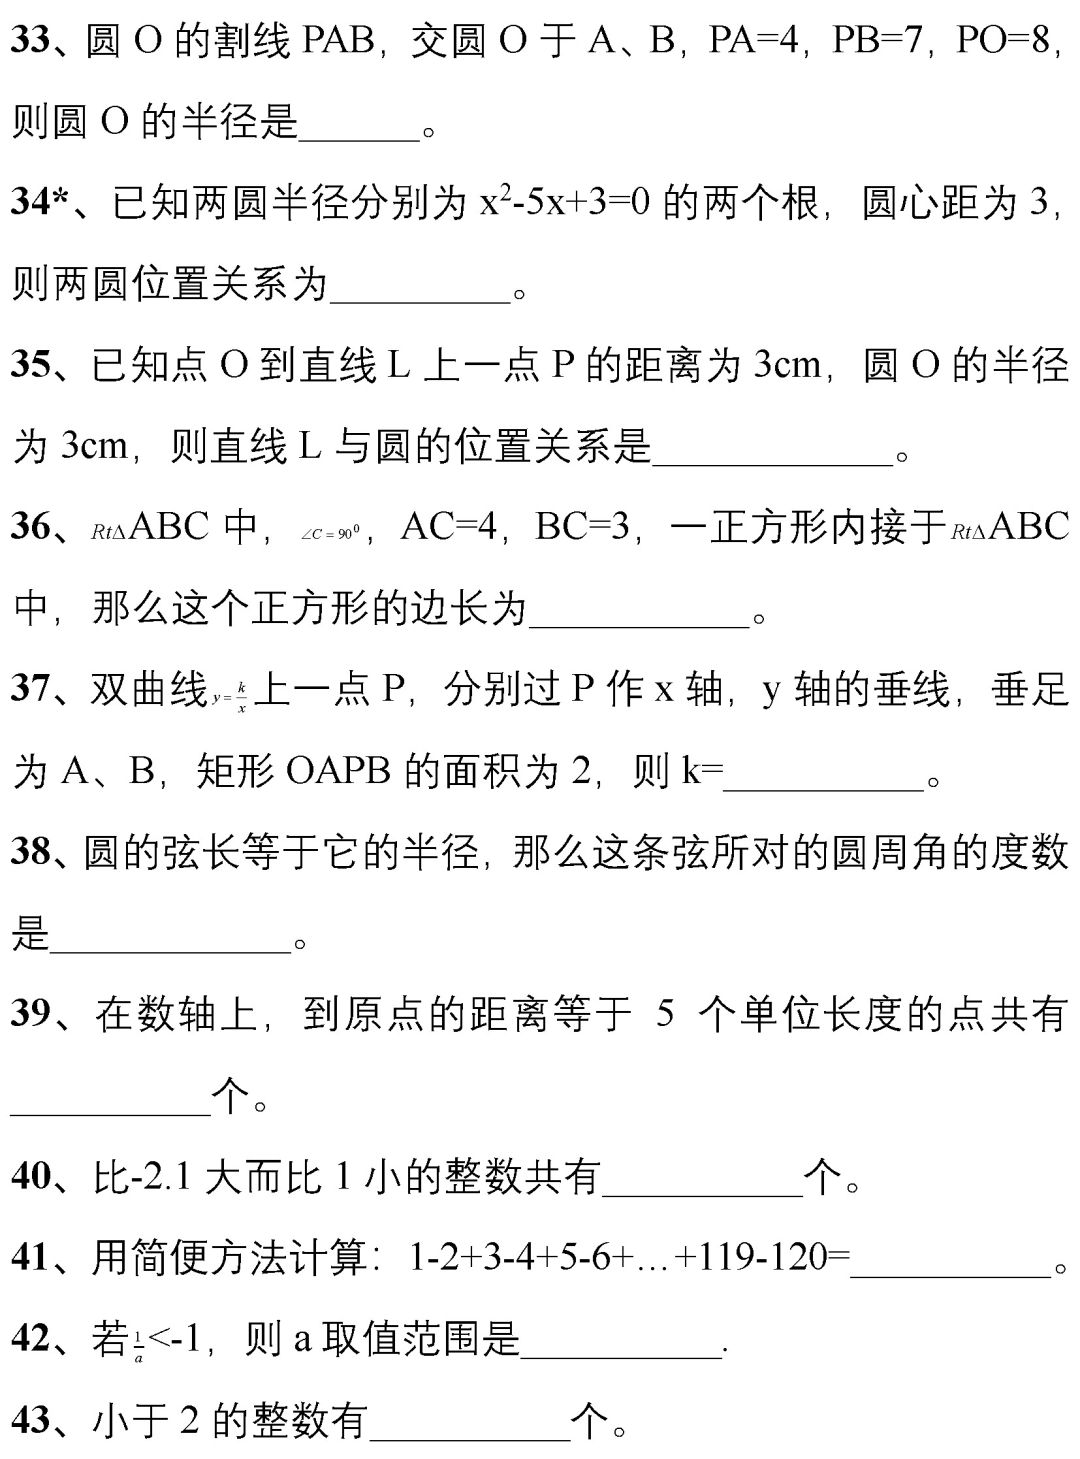 33、圆 O 的割线 PAB，交圆 O 于 A、B，PA=4，PB=7，PO=8，
则圆 O 的半径是______。
34*、已知两圆半径分别为 x²-5x+3=0 的两个根，圆心距为 3，
则两圆位置关系为_________。
35、已知点 O 到直线 L 上一点 P 的距离为 3cm，圆 O 的半径
为 3cm，则直线 L 与圆的位置关系是____________。
36、Rt△ABC 中，∠C=90⁰，AC=4，BC=3，一正方形内接于 Rt△ABC
中，那么这个正方形的边长为___________。
37、双曲线 y=k/x 上一点 P，分别过 P 作 x 轴，y 轴的垂线，垂足
为 A、B，矩形 OAPB 的面积为 2，则 k=__________。
38、圆的弦长等于它的半径，那么这条弦所对的圆周角的度数
是____________。
39、在数轴上，到原点的距离等于 5 个单位长度的点共有
__________个。
40、比-2.1 大而比 1 小的整数共有__________个。
41、用简便方法计算：1-2+3-4+5-6+…+119-120=__________。
42、若 1/a<-1，则 a 取值范围是__________.
43、小于 2 的整数有__________个。